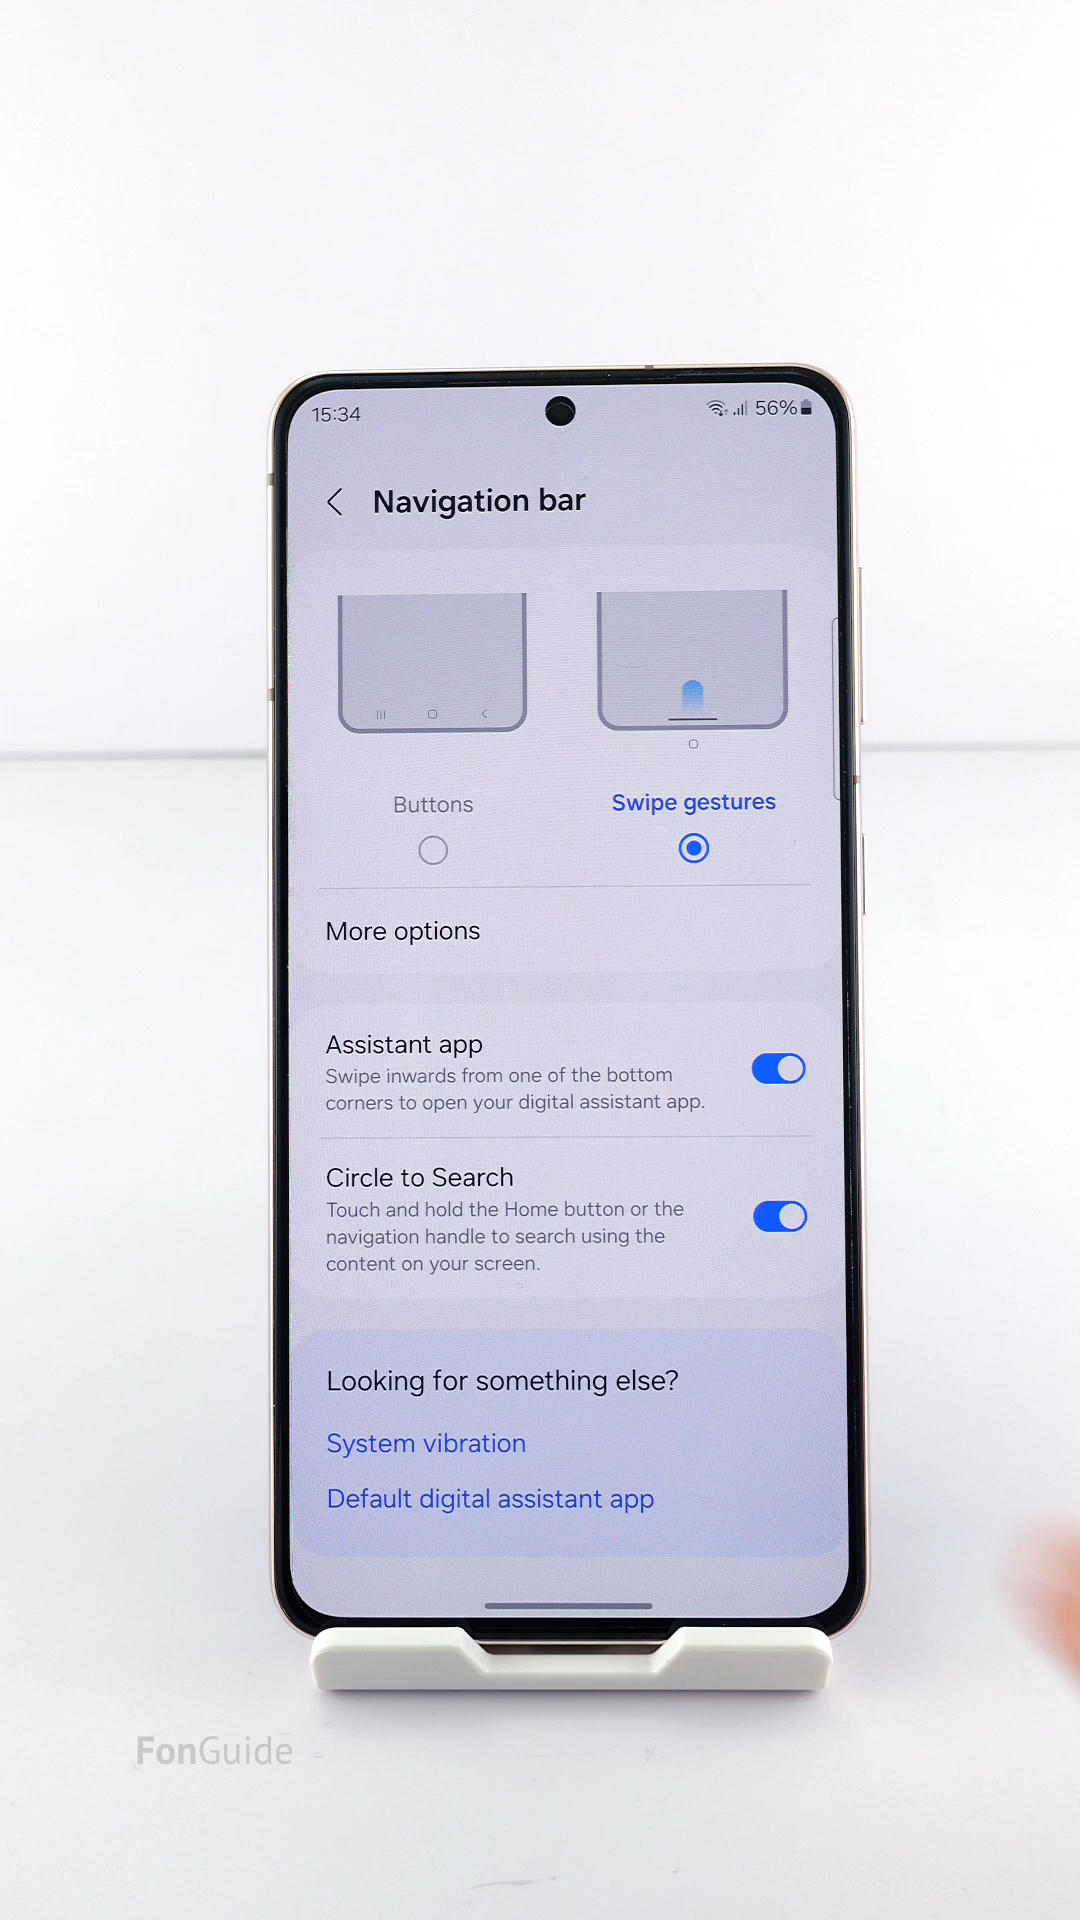 15:34
56%
Navigation bar
Buttons
Swipe gestures
More options
Assistant app
Swipe inwards from one of the bottom
corners to open your digital assistant app.
Circle to Search
Touch and hold the Home button or the
navigation handle to search using the
content on your screen.
Looking for something else?
System vibration
Default digital assistant app
FonGuide